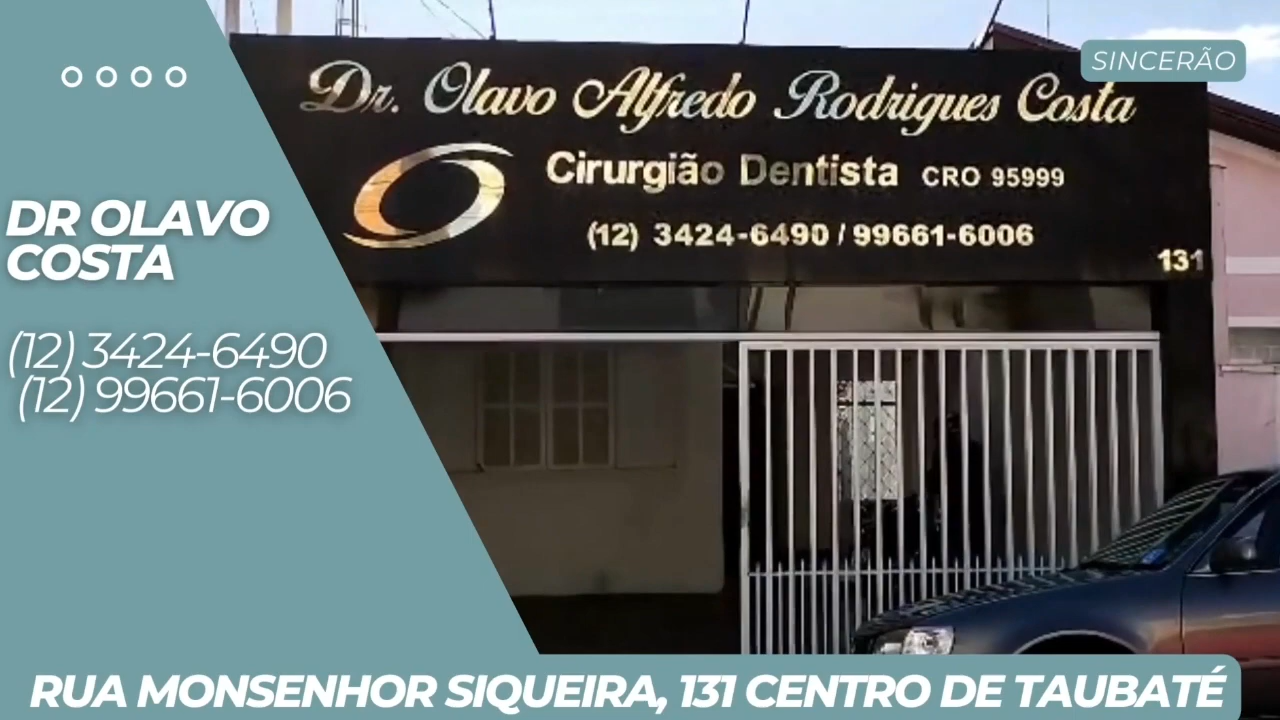 SINCERÃO
Dr. Olavo Alfredo Rodrigues Costa
Cirurgião Dentista CRO 95999
(12) 3424-6490 / 99661-6006
131
DR OLAVO
COSTA
(12) 3424-6490
(12) 99661-6006
RUA MONSENHOR SIQUEIRA, 131 CENTRO DE TAUBATÉ